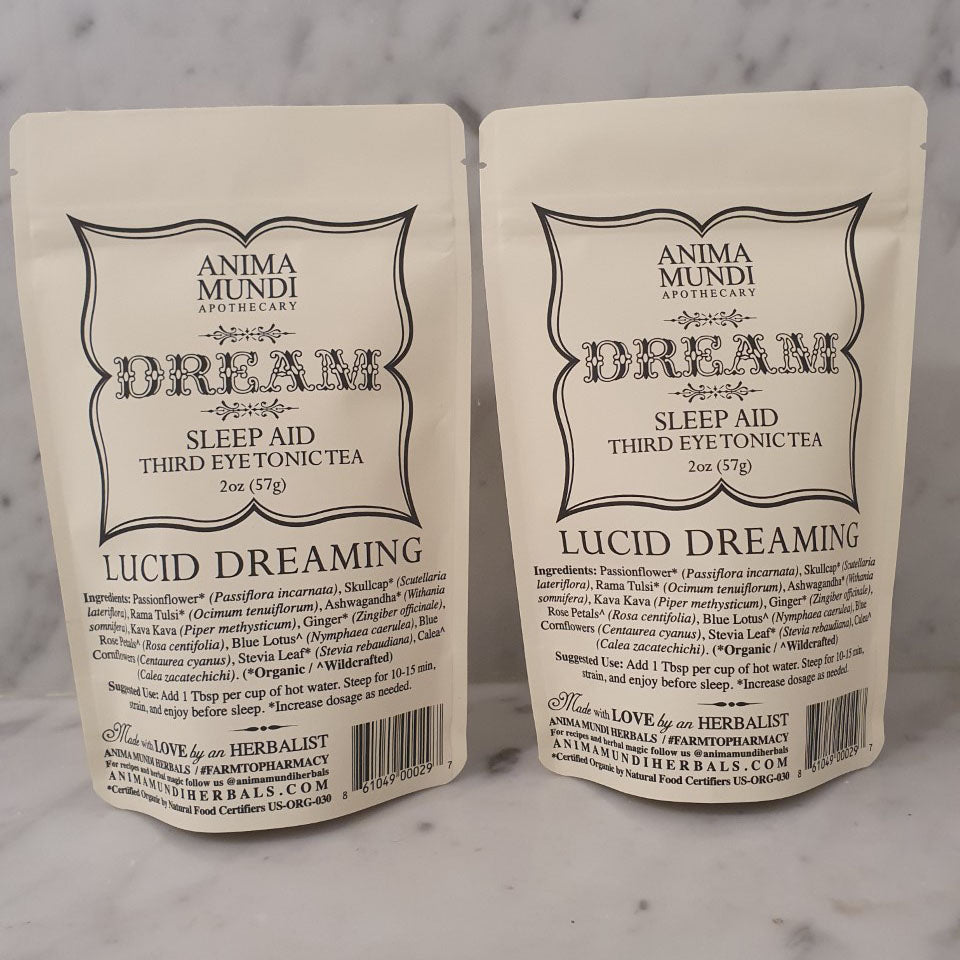 ANIMA
MUNDI
APOTHECARY
DREAM
SLEEP AID
THIRD EYE TONIC TEA
2oz (57g)
LUCID DREAMING
Ingredients: Passionflower* (Passiflora incarnata), Skullcap* (Scutellaria
lateriflora), Rama Tulsi* (Ocimum tenuiflorum), Ashwagandha* (Withania
somnifera), Kava Kava (Piper methysticum), Ginger* (Zingiber officinale),
Rose Petals^ (Rosa centifolia), Blue Lotus^ (Nymphaea caerulea), Blue
Cornflowers (Centaurea cyanus), Stevia Leaf* (Stevia rebaudiana), Calea^
(Calea zacatechichi). (*Organic / ^Wildcrafted)
Suggested Use: Add 1 Tbsp per cup of hot water. Steep for 10-15 min,
strain, and enjoy before sleep. *Increase dosage as needed.
Made with LOVE by an HERBALIST
ANIMA MUNDI HERBALS / #FARMTOPHARMACY
For recipes and herbal magic follow us @animamundiherbals
ANIMAMUNDIHERBALS.COM
*Certified Organic by Natural Food Certifiers US-ORG-030
8 61049 00029 7
ANIMA
MUNDI
APOTHECARY
DREAM
SLEEP AID
THIRD EYE TONIC TEA
2oz (57g)
LUCID DREAMING
Ingredients: Passionflower* (Passiflora incarnata), Skullcap* (Scutellaria
lateriflora), Rama Tulsi* (Ocimum tenuiflorum), Ashwagandha* (Withania
somnifera), Kava Kava (Piper methysticum), Ginger* (Zingiber officinale),
Rose Petals^ (Rosa centifolia), Blue Lotus^ (Nymphaea caerulea), Blue
Cornflowers (Centaurea cyanus), Stevia Leaf* (Stevia rebaudiana), Calea^
(Calea zacatechichi). (*Organic / ^Wildcrafted)
Suggested Use: Add 1 Tbsp per cup of hot water. Steep for 10-15 min,
strain, and enjoy before sleep. *Increase dosage as needed.
Made with LOVE by an HERBALIST
ANIMA MUNDI HERBALS / #FARMTOPHARMACY
For recipes and herbal magic follow us @animamundiherbals
ANIMAMUNDIHERBALS.COM
*Certified Organic by Natural Food Certifiers US-ORG-030
8 61049 00029 7